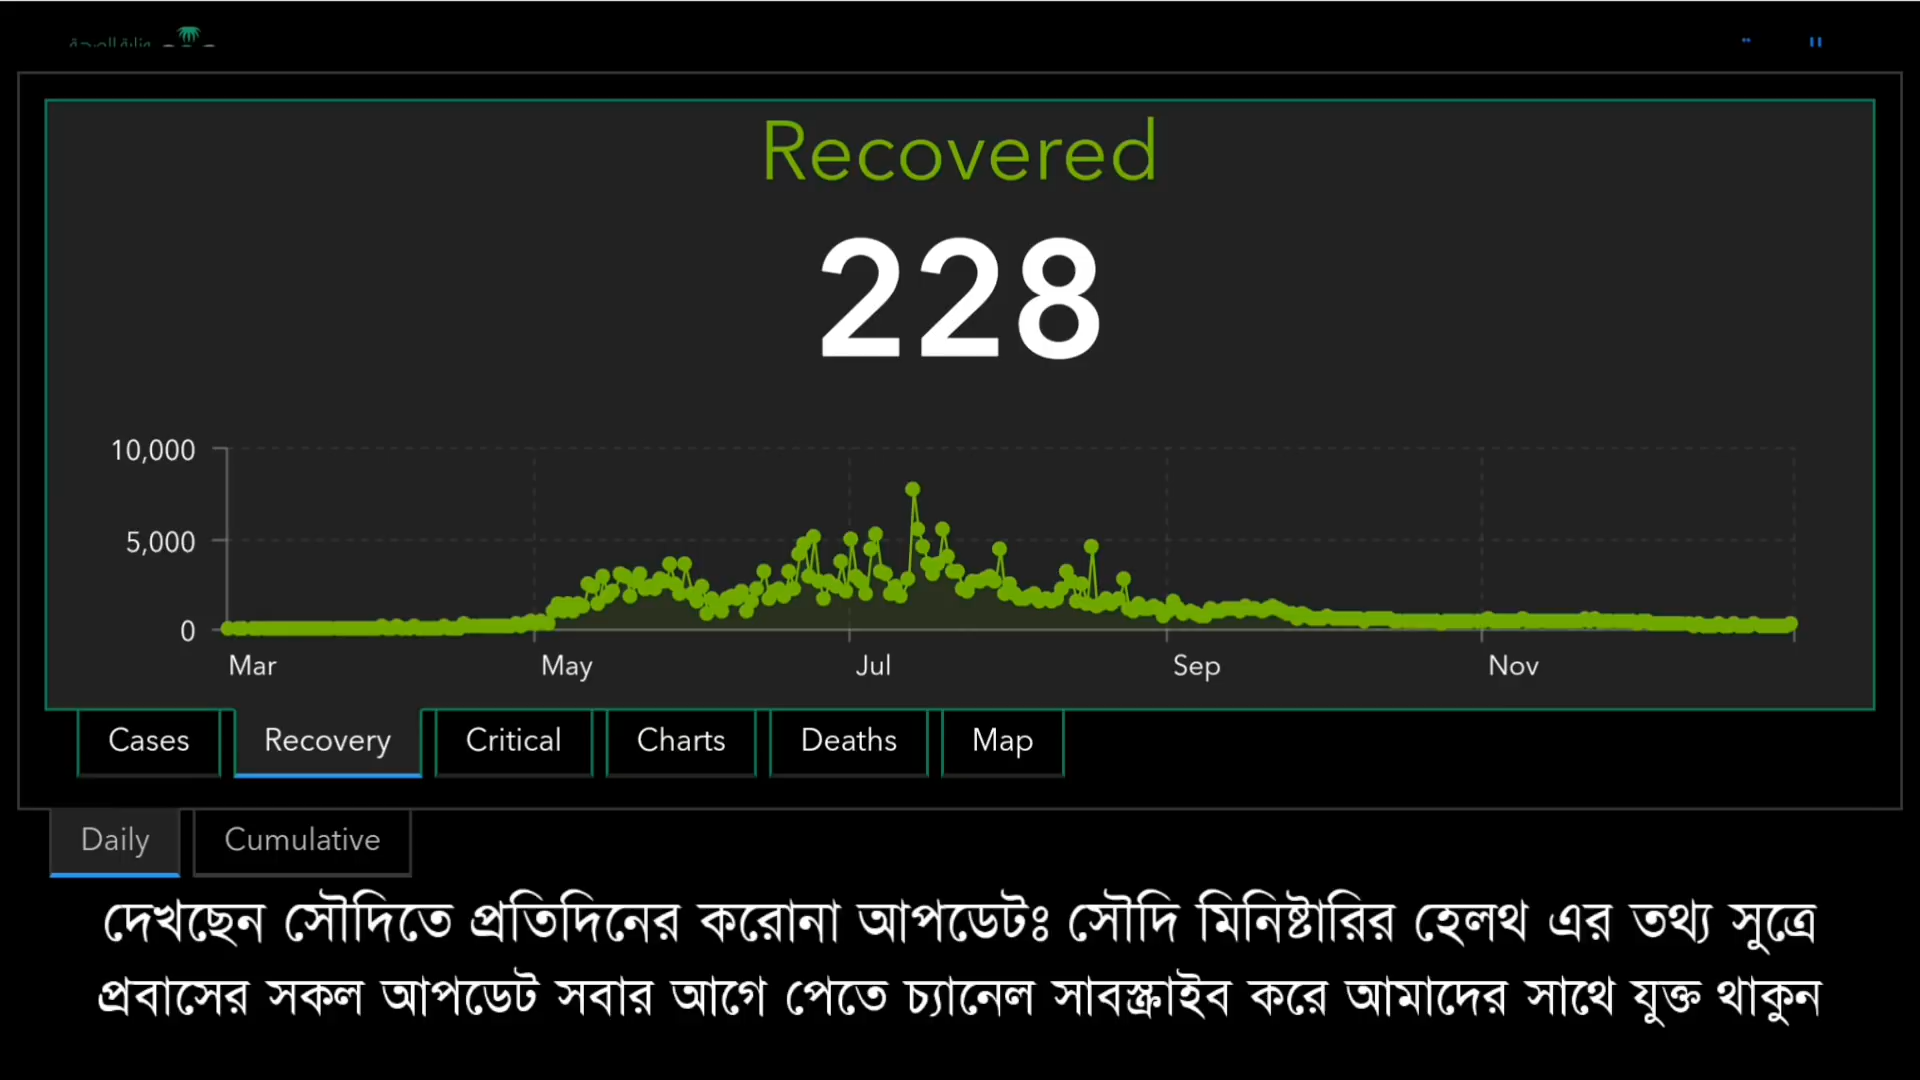 Recovered
228
10,000
5,000
0
Mar May Jul Sep Nov
Cases Recovery Critical Charts Deaths Map
Daily Cumulative
দেখছেন সৌদিতে প্রতিদিনের করোনা আপডেটঃ সৌদি মিনিষ্টারির হেলথ এর তথ্য সুত্রে
প্রবাসের সকল আপডেট সবার আগে পেতে চ্যানেল সাবস্ক্রাইব করে আমাদের সাথে যুক্ত থাকুন